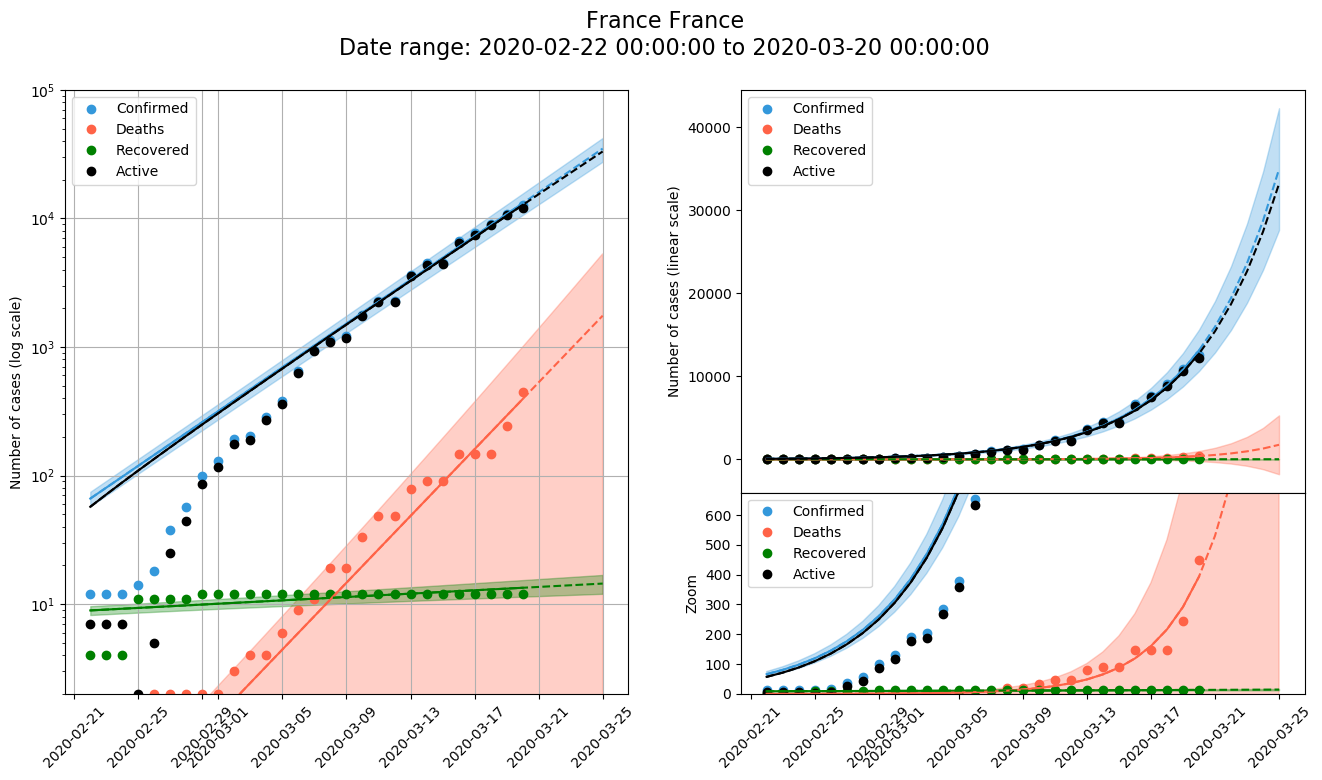 France France
Date range: 2020-02-22 00:00:00 to 2020-03-20 00:00:00
Number of cases (log scale)
10^5
10^4
10^3
10^2
10^1
Confirmed
Deaths
Recovered
Active
2020-02-21
2020-02-25
2020-02-29
2020-03-01
2020-03-05
2020-03-09
2020-03-13
2020-03-17
2020-03-21
2020-03-25
Number of cases (linear scale)
40000
30000
20000
10000
0
Confirmed
Deaths
Recovered
Active
Zoom
600
500
400
300
200
100
0
Confirmed
Deaths
Recovered
Active
2020-02-21
2020-02-25
2020-02-29
2020-03-01
2020-03-05
2020-03-09
2020-03-13
2020-03-17
2020-03-21
2020-03-25